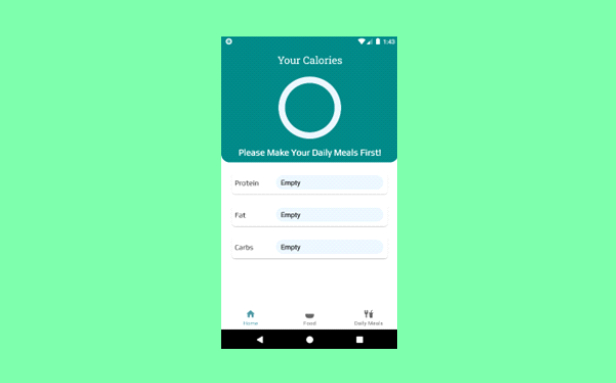 1:43
Your Calories
Please Make Your Daily Meals First!
Protein Empty
Fat Empty
Carbs Empty
Home Food Daily Meals